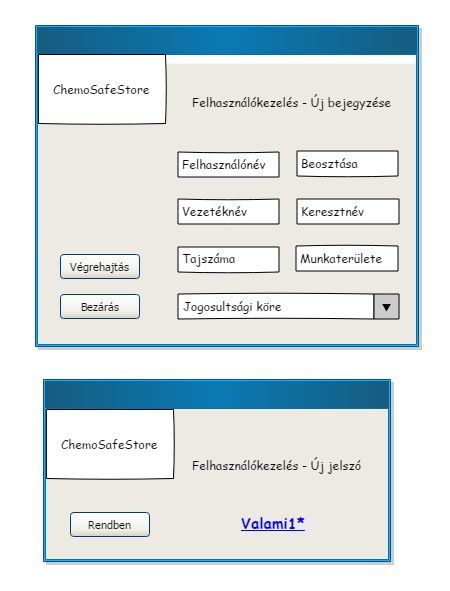 ChemoSafeStore
Felhasználókezelés - Új bejegyzése
Felhasználónév
Beosztása
Vezetéknév
Keresztnév
Tajszáma
Munkaterülete
Végrehajtás
Bezárás
Jogosultsági köre
ChemoSafeStore
Felhasználókezelés - Új jelszó
Rendben
Valami1*